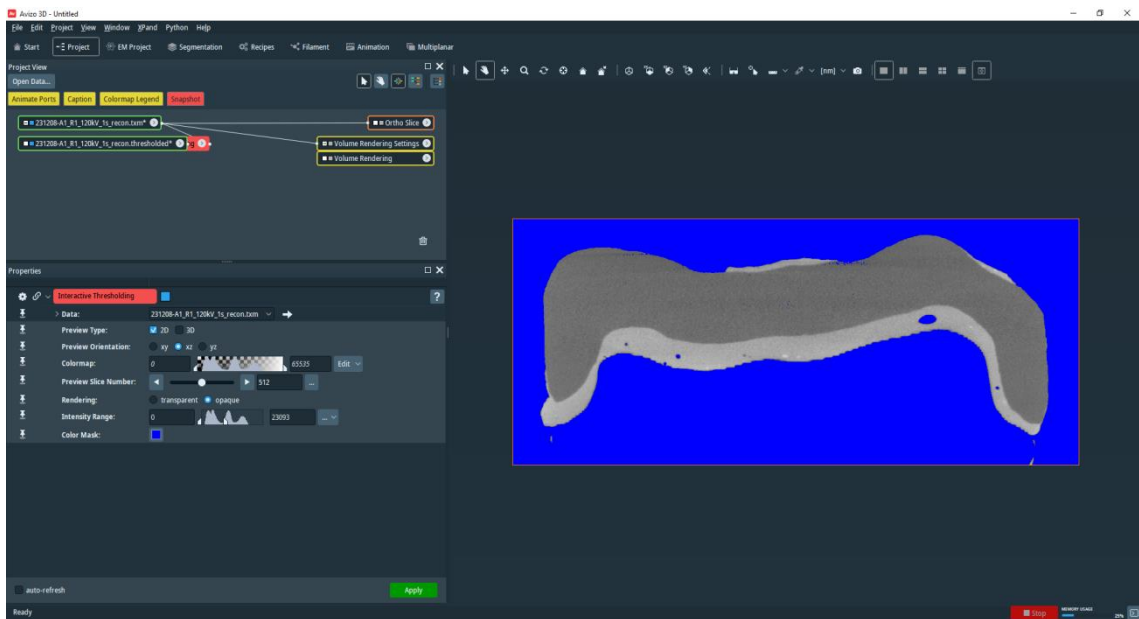 Avizo 3D - Untitled
File Edit Project View Window XPand Python Help
Start Project EM Project Segmentation Recipes Filament Animation Multiplanar
Project View
Open Data...
Animate Ports Caption Colormap Legend Snapshot
231208-A1_R1_120kV_1s_recon.txm* Ortho Slice
231208-A1_R1_120kV_1s_recon.thresholded* g Volume Rendering Settings
Volume Rendering
[nm]
Properties
Interactive Thresholding ?
Data: 231208-A1_R1_120kV_1s_recon.txm
Preview Type: 2D 3D
Preview Orientation: xy xz yz
Colormap: 0 65535 Edit
Preview Slice Number: 512 ...
Rendering: transparent opaque
Intensity Range: 0 23093 ...
Color Mask:
auto-refresh Apply
Ready Stop MEMORY USAGE 29%